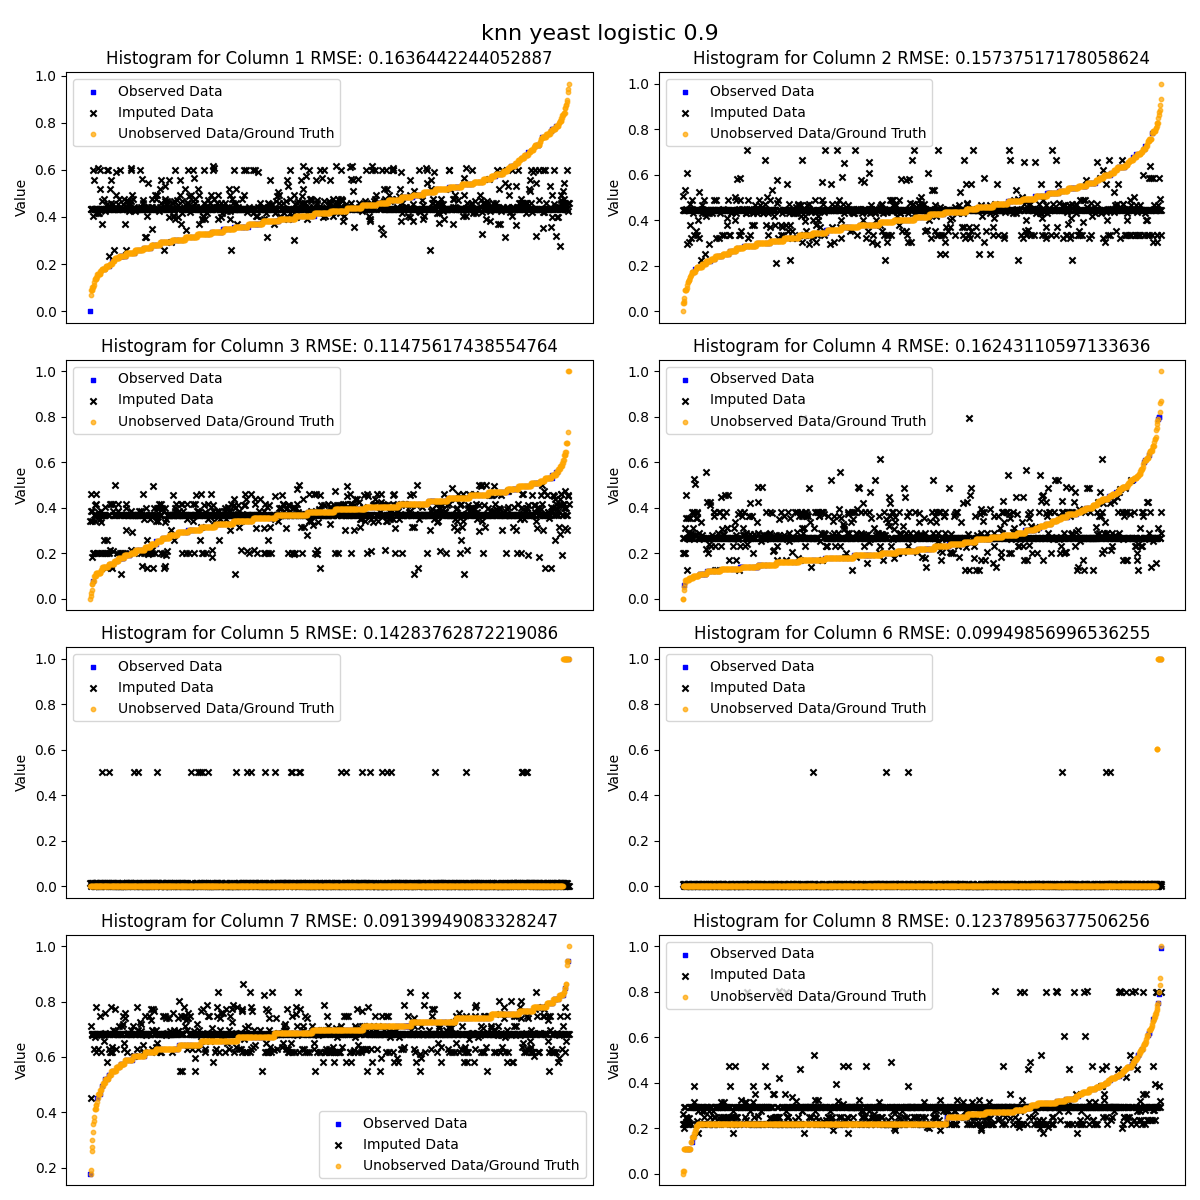 knn yeast logistic 0.9
Histogram for Column 1 RMSE: 0.1636442244052887
Value
1.0
0.8
0.6
0.4
0.2
0.0
Observed Data
Imputed Data
Unobserved Data/Ground Truth
Histogram for Column 2 RMSE: 0.15737517178058624
Value
1.0
0.8
0.6
0.4
0.2
0.0
Observed Data
Imputed Data
Unobserved Data/Ground Truth
Histogram for Column 3 RMSE: 0.11475617438554764
Value
1.0
0.8
0.6
0.4
0.2
0.0
Observed Data
Imputed Data
Unobserved Data/Ground Truth
Histogram for Column 4 RMSE: 0.16243110597133636
Value
1.0
0.8
0.6
0.4
0.2
0.0
Observed Data
Imputed Data
Unobserved Data/Ground Truth
Histogram for Column 5 RMSE: 0.14283762872219086
Value
1.0
0.8
0.6
0.4
0.2
0.0
Observed Data
Imputed Data
Unobserved Data/Ground Truth
Histogram for Column 6 RMSE: 0.09949856996536255
Value
1.0
0.8
0.6
0.4
0.2
0.0
Observed Data
Imputed Data
Unobserved Data/Ground Truth
Histogram for Column 7 RMSE: 0.09139949083328247
Value
1.0
0.8
0.6
0.4
0.2
Observed Data
Imputed Data
Unobserved Data/Ground Truth
Histogram for Column 8 RMSE: 0.12378956377506256
Value
1.0
0.8
0.6
0.4
0.2
0.0
Observed Data
Imputed Data
Unobserved Data/Ground Truth